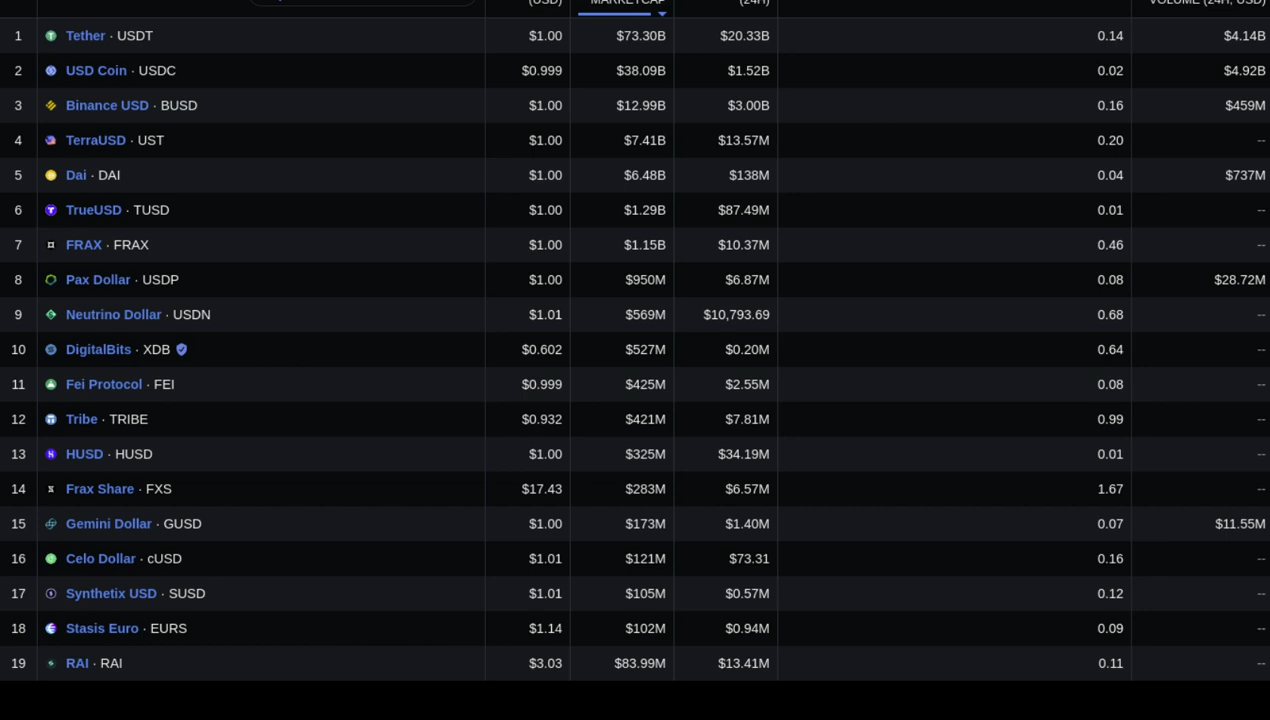 (USD) MARKETCAP (24H) VOLUME (24H, USD)
1 Tether · USDT $1.00 $73.30B $20.33B 0.14 $4.14B
2 USD Coin · USDC $0.999 $38.09B $1.52B 0.02 $4.92B
3 Binance USD · BUSD $1.00 $12.99B $3.00B 0.16 $459M
4 TerraUSD · UST $1.00 $7.41B $13.57M 0.20 --
5 Dai · DAI $1.00 $6.48B $138M 0.04 $737M
6 TrueUSD · TUSD $1.00 $1.29B $87.49M 0.01 --
7 FRAX · FRAX $1.00 $1.15B $10.37M 0.46 --
8 Pax Dollar · USDP $1.00 $950M $6.87M 0.08 $28.72M
9 Neutrino Dollar · USDN $1.01 $569M $10,793.69 0.68 --
10 DigitalBits · XDB $0.602 $527M $0.20M 0.64 --
11 Fei Protocol · FEI $0.999 $425M $2.55M 0.08 --
12 Tribe · TRIBE $0.932 $421M $7.81M 0.99 --
13 HUSD · HUSD $1.00 $325M $34.19M 0.01 --
14 Frax Share · FXS $17.43 $283M $6.57M 1.67 --
15 Gemini Dollar · GUSD $1.00 $173M $1.40M 0.07 $11.55M
16 Celo Dollar · cUSD $1.01 $121M $73.31 0.16 --
17 Synthetix USD · SUSD $1.01 $105M $0.57M 0.12 --
18 Stasis Euro · EURS $1.14 $102M $0.94M 0.09 --
19 RAI · RAI $3.03 $83.99M $13.41M 0.11 --